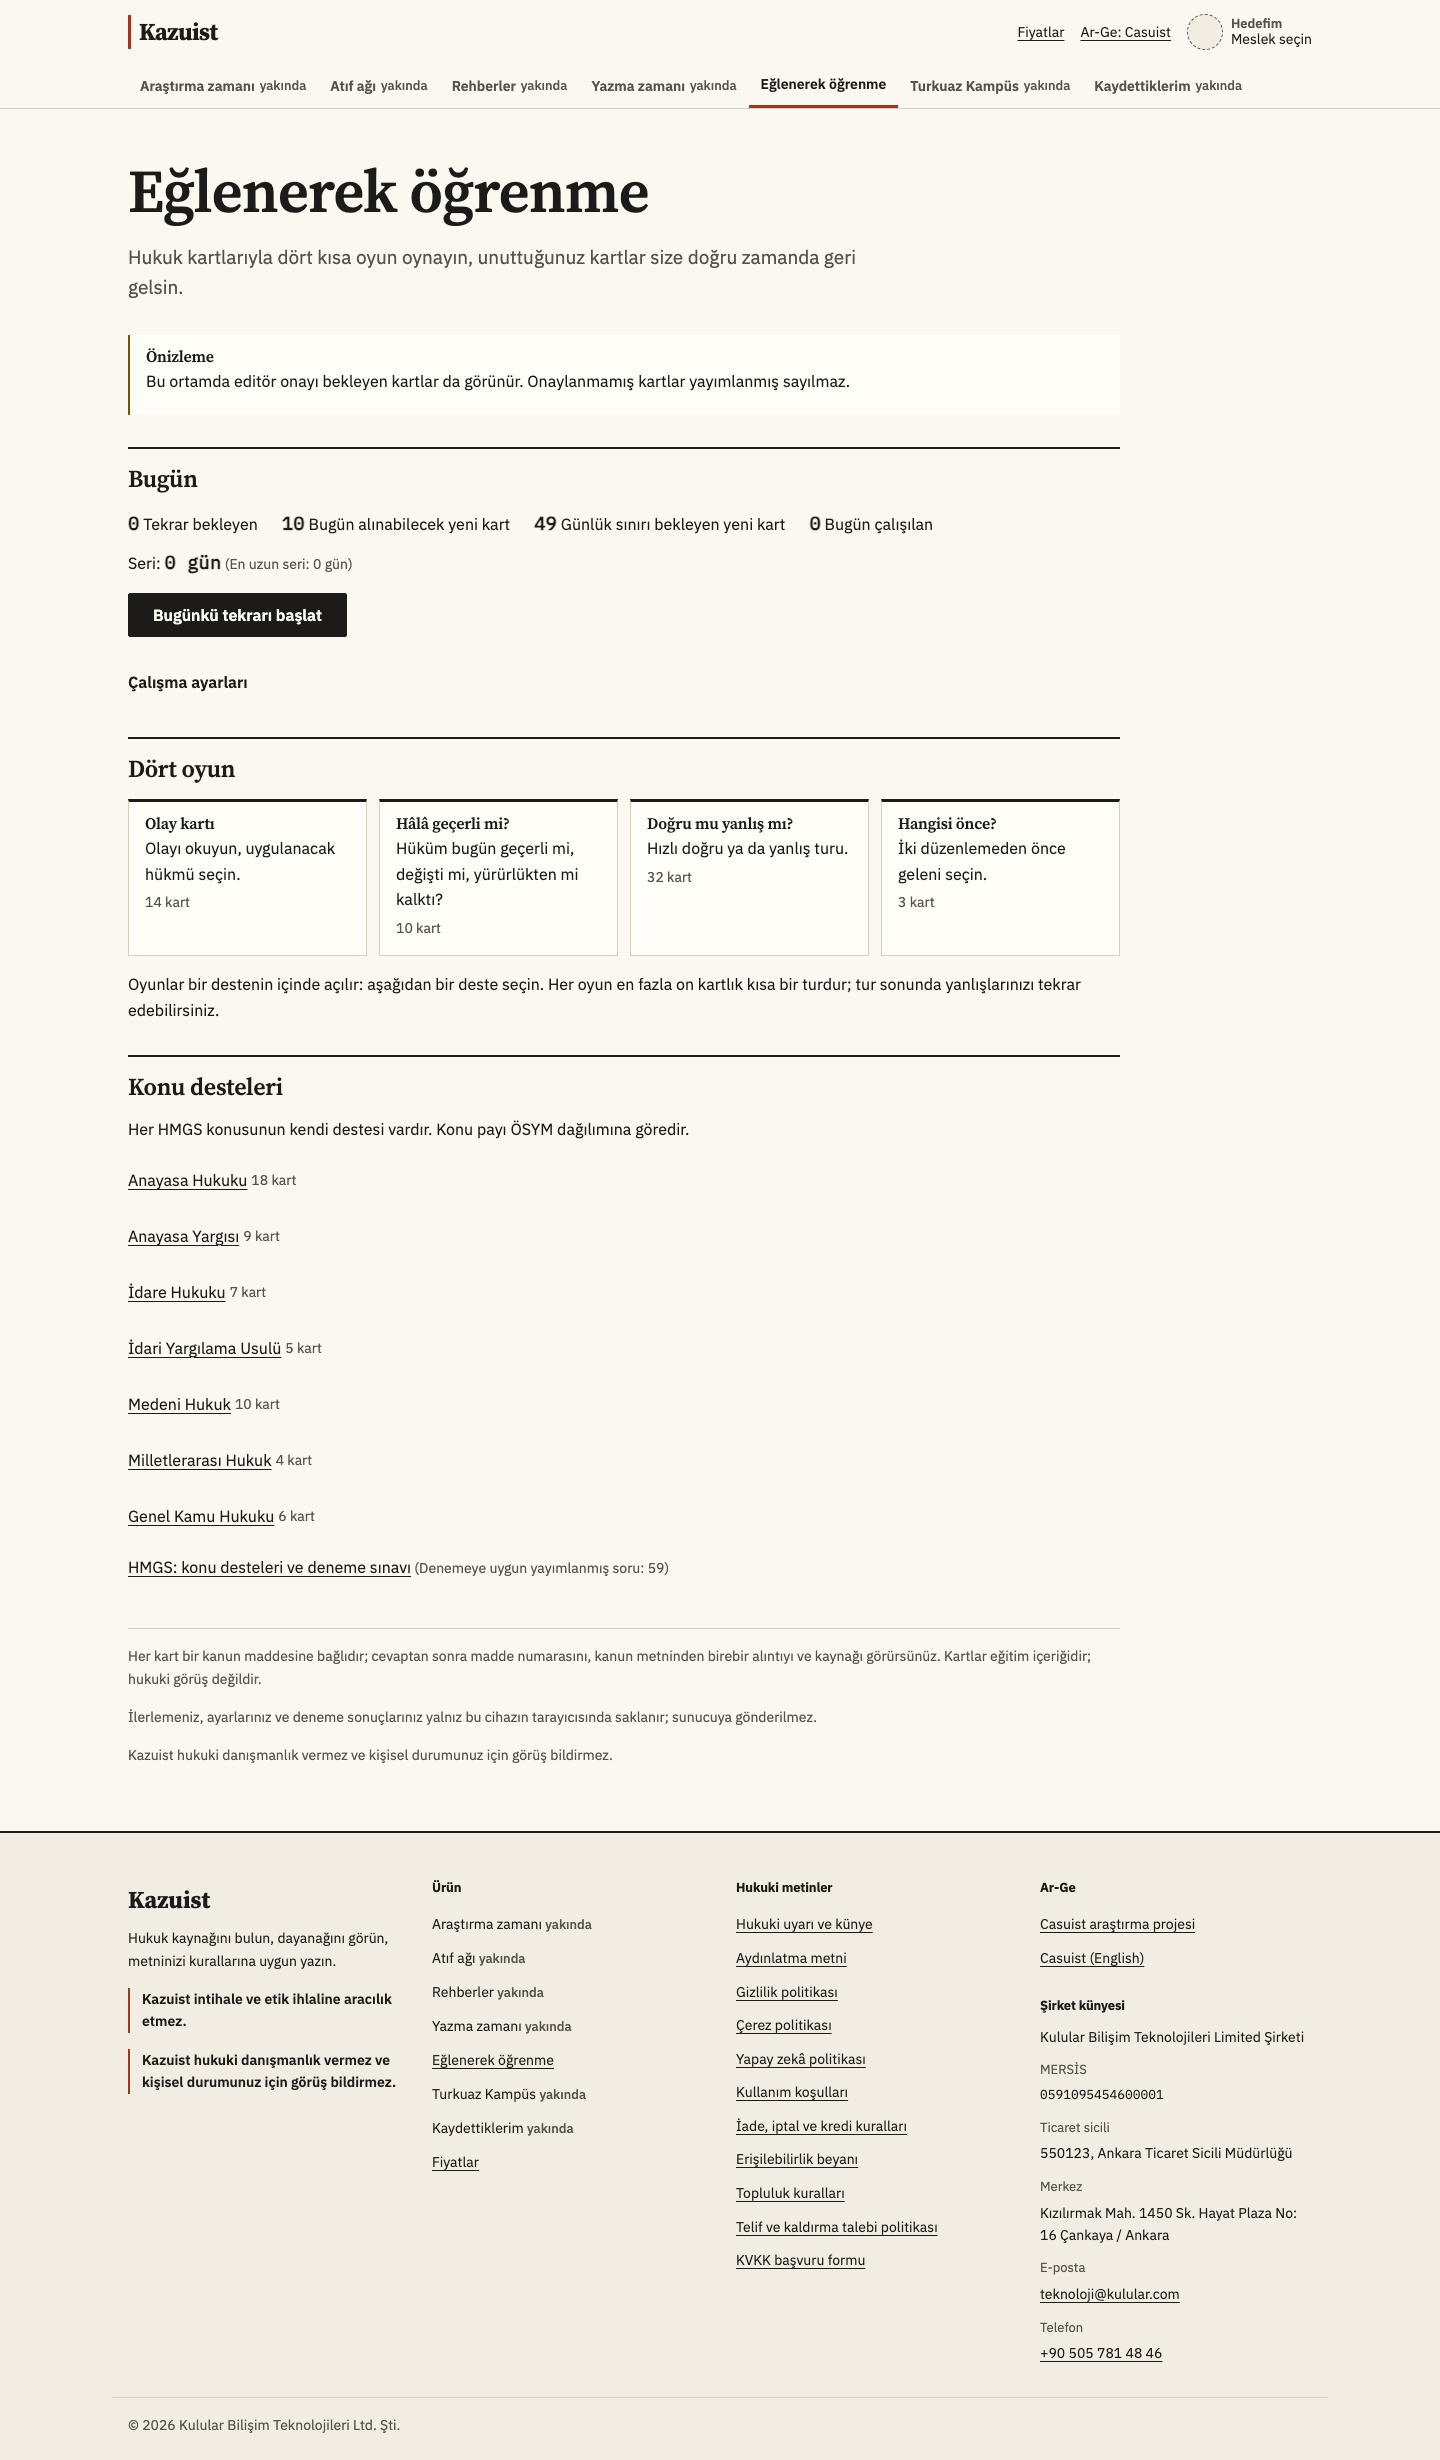 Kazuist
Fiyatlar
Ar-Ge: Casuist
Hedefim
Meslek seçin
Araştırma zamanı yakında
Atıf ağı yakında
Rehberler yakında
Yazma zamanı yakında
Eğlenerek öğrenme
Turkuaz Kampüs yakında
Kaydettiklerim yakında
Eğlenerek öğrenme
Hukuk kartlarıyla dört kısa oyun oynayın, unuttuğunuz kartlar size doğru zamanda geri
gelsin.
Önizleme
Bu ortamda editör onayı bekleyen kartlar da görünür. Onaylanmamış kartlar yayımlanmış sayılmaz.
Bugün
0 Tekrar bekleyen
10 Bugün alınabilecek yeni kart
49 Günlük sınırı bekleyen yeni kart
0 Bugün çalışılan
Seri: 0 gün (En uzun seri: 0 gün)
Bugünkü tekrarı başlat
Çalışma ayarları
Dört oyun
Olay kartı
Olayı okuyun, uygulanacak
hükmü seçin.
14 kart
Hâlâ geçerli mi?
Hüküm bugün geçerli mi,
değişti mi, yürürlükten mi
kalktı?
10 kart
Doğru mu yanlış mı?
Hızlı doğru ya da yanlış turu.
32 kart
Hangisi önce?
İki düzenlemeden önce
geleni seçin.
3 kart
Oyunlar bir destenin içinde açılır: aşağıdan bir deste seçin. Her oyun en fazla on kartlık kısa bir turdur; tur sonunda yanlışlarınızı tekrar
edebilirsiniz.
Konu desteleri
Her HMGS konusunun kendi destesi vardır. Konu payı ÖSYM dağılımına göredir.
Anayasa Hukuku 18 kart
Anayasa Yargısı 9 kart
İdare Hukuku 7 kart
İdari Yargılama Usulü 5 kart
Medeni Hukuk 10 kart
Milletlerarası Hukuk 4 kart
Genel Kamu Hukuku 6 kart
HMGS: konu desteleri ve deneme sınavı (Denemeye uygun yayımlanmış soru: 59)
Her kart bir kanun maddesine bağlıdır; cevaptan sonra madde numarasını, kanun metninden birebir alıntıyı ve kaynağı görürsünüz. Kartlar eğitim içeriğidir;
hukuki görüş değildir.
İlerlemeniz, ayarlarınız ve deneme sonuçlarınız yalnız bu cihazın tarayıcısında saklanır; sunucuya gönderilmez.
Kazuist hukuki danışmanlık vermez ve kişisel durumunuz için görüş bildirmez.
Kazuist
Hukuk kaynağını bulun, dayanağını görün,
metninizi kurallarına uygun yazın.
Kazuist intihale ve etik ihlaline aracılık
etmez.
Kazuist hukuki danışmanlık vermez ve
kişisel durumunuz için görüş bildirmez.
Ürün
Araştırma zamanı yakında
Atıf ağı yakında
Rehberler yakında
Yazma zamanı yakında
Eğlenerek öğrenme
Turkuaz Kampüs yakında
Kaydettiklerim yakında
Fiyatlar
Hukuki metinler
Hukuki uyarı ve künye
Aydınlatma metni
Gizlilik politikası
Çerez politikası
Yapay zekâ politikası
Kullanım koşulları
İade, iptal ve kredi kuralları
Erişilebilirlik beyanı
Topluluk kuralları
Telif ve kaldırma talebi politikası
KVKK başvuru formu
Ar-Ge
Casuist araştırma projesi
Casuist (English)
Şirket künyesi
Kulular Bilişim Teknolojileri Limited Şirketi
MERSİS
0591095454600001
Ticaret sicili
550123, Ankara Ticaret Sicili Müdürlüğü
Merkez
Kızılırmak Mah. 1450 Sk. Hayat Plaza No:
16 Çankaya / Ankara
E-posta
teknoloji@kulular.com
Telefon
+90 505 781 48 46
© 2026 Kulular Bilişim Teknolojileri Ltd. Şti.